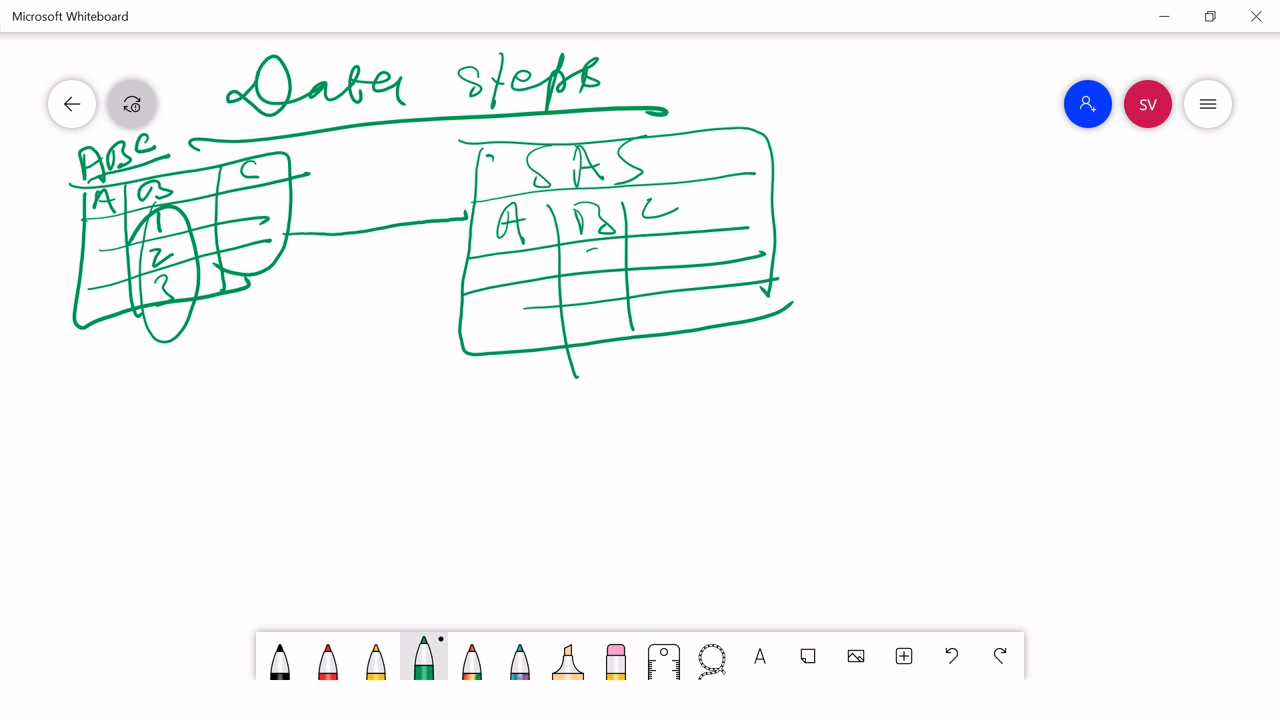 Microsoft Whiteboard
Data steps
SV
ABC
A B C
1
2
3
SAS
A B C
A